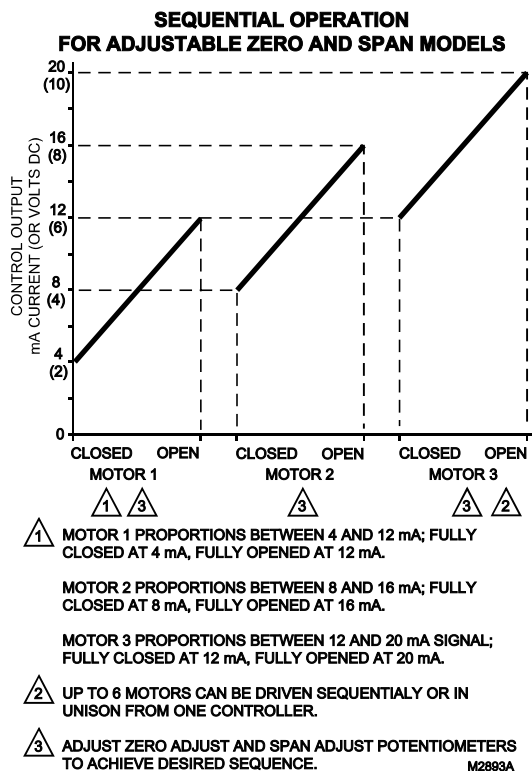 SEQUENTIAL OPERATION
FOR ADJUSTABLE ZERO AND SPAN MODELS
CONTROL OUTPUT
mA CURRENT (OR VOLTS DC)
20
(10)
16
(8)
12
(6)
8
(4)
4
(2)
0
CLOSED OPEN CLOSED OPEN CLOSED OPEN
MOTOR 1 MOTOR 2 MOTOR 3
1 3 3 3 2
1 MOTOR 1 PROPORTIONS BETWEEN 4 AND 12 mA; FULLY
CLOSED AT 4 mA, FULLY OPENED AT 12 mA.
MOTOR 2 PROPORTIONS BETWEEN 8 AND 16 mA; FULLY
CLOSED AT 8 mA, FULLY OPENED AT 16 mA.
MOTOR 3 PROPORTIONS BETWEEN 12 AND 20 mA SIGNAL;
FULLY CLOSED AT 12 mA, FULLY OPENED AT 20 mA.
2 UP TO 6 MOTORS CAN BE DRIVEN SEQUENTIALY OR IN
UNISON FROM ONE CONTROLLER.
3 ADJUST ZERO ADJUST AND SPAN ADJUST POTENTIOMETERS
TO ACHIEVE DESIRED SEQUENCE.
M2893A